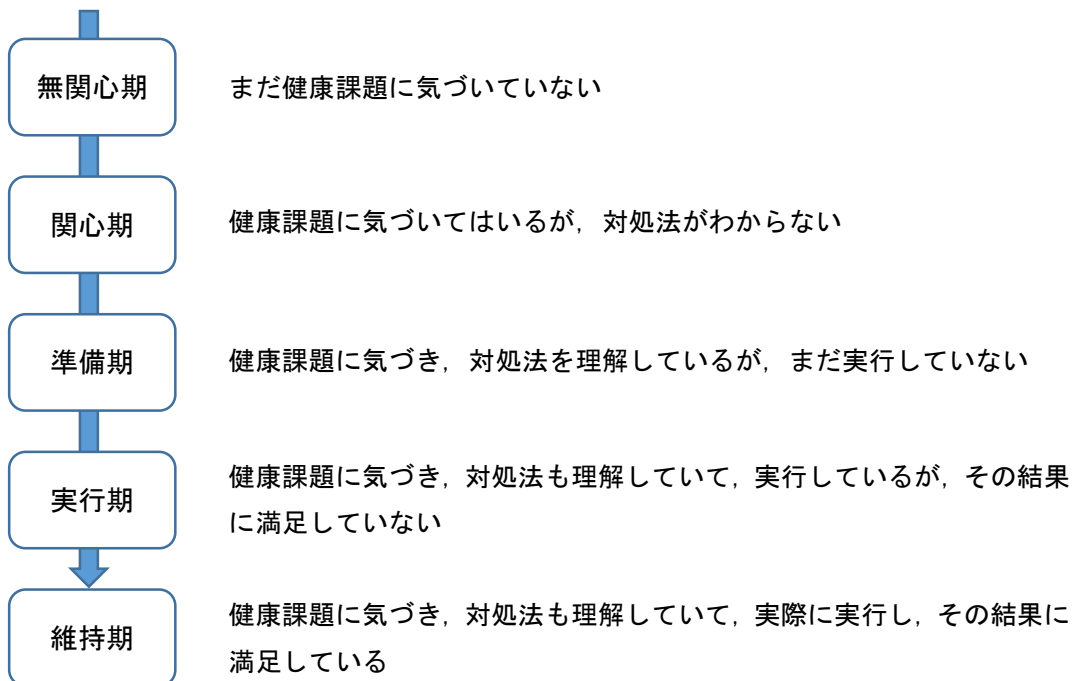 無関心期
まだ健康課題に気づいていない
関心期
健康課題に気づいてはいるが，対処法がわからない
準備期
健康課題に気づき，対処法を理解しているが，まだ実行していない
実行期
健康課題に気づき，対処法も理解していて，実行しているが，その結果
に満足していない
維持期
健康課題に気づき，対処法も理解していて，実際に実行し，その結果に
満足している